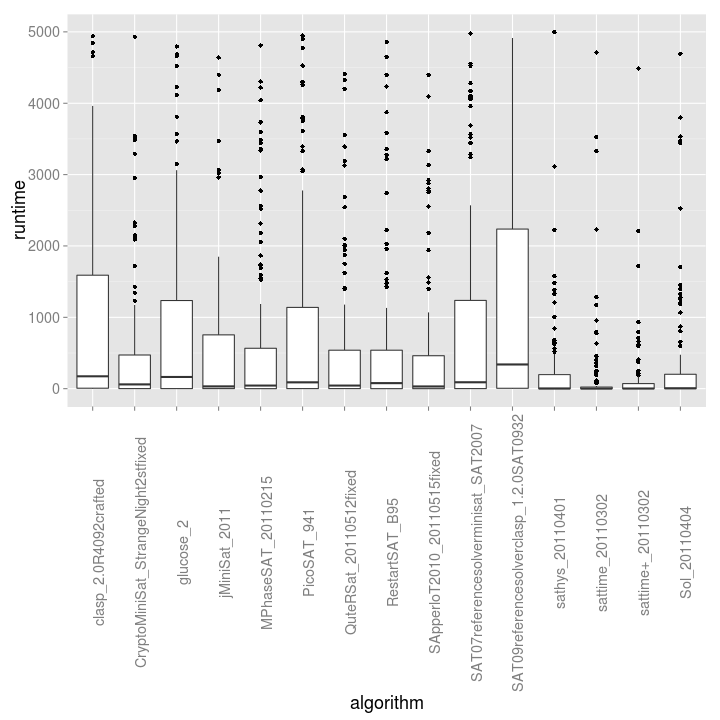 runtime
5000
4000
3000
2000
1000
0
clasp_2.0R4092crafted
CryptoMiniSat_StrangeNight2stfixed
glucose_2
jMiniSat_2011
MPhaseSAT_20110215
PicoSAT_941
QuteRSat_20110512fixed
RestartSAT_B95
SApperloT2010_20110515fixed
SAT07referencesolverminisat_SAT2007
SAT09referencesolverclasp_1.2.0SAT0932
sathys_20110401
sattime_20110302
sattime+_20110302
Sol_20110404
algorithm